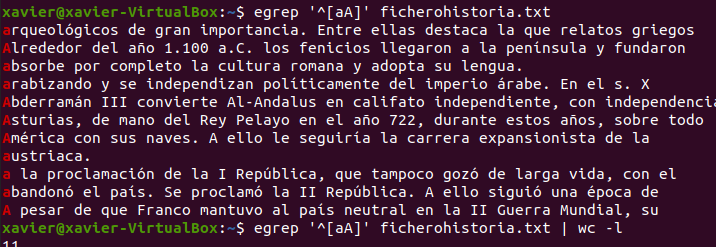 xavier@xavier-VirtualBox:~$ egrep '^[aA]' ficherohistoria.txt
arqueológicos de gran importancia. Entre ellas destaca la que relatos griegos
Alrededor del año 1.100 a.C. los fenicios llegaron a la península y fundaron
absorbe por completo la cultura romana y adopta su lengua.
arabizando y se independizan políticamente del imperio árabe. En el s. X
Abderramán III convierte Al-Andalus en califato independiente, con independencia
Asturias, de mano del Rey Pelayo en el año 722, durante estos años, sobre todo
América con sus naves. A ello le seguiría la carrera expansionista de la
austriaca.
a la proclamación de la I República, que tampoco gozó de larga vida, con el
abandonó el país. Se proclamó la II República. A ello siguió una época de
A pesar de que Franco mantuvo al país neutral en la II Guerra Mundial, su
xavier@xavier-VirtualBox:~$ egrep '^[aA]' ficherohistoria.txt | wc -l
11